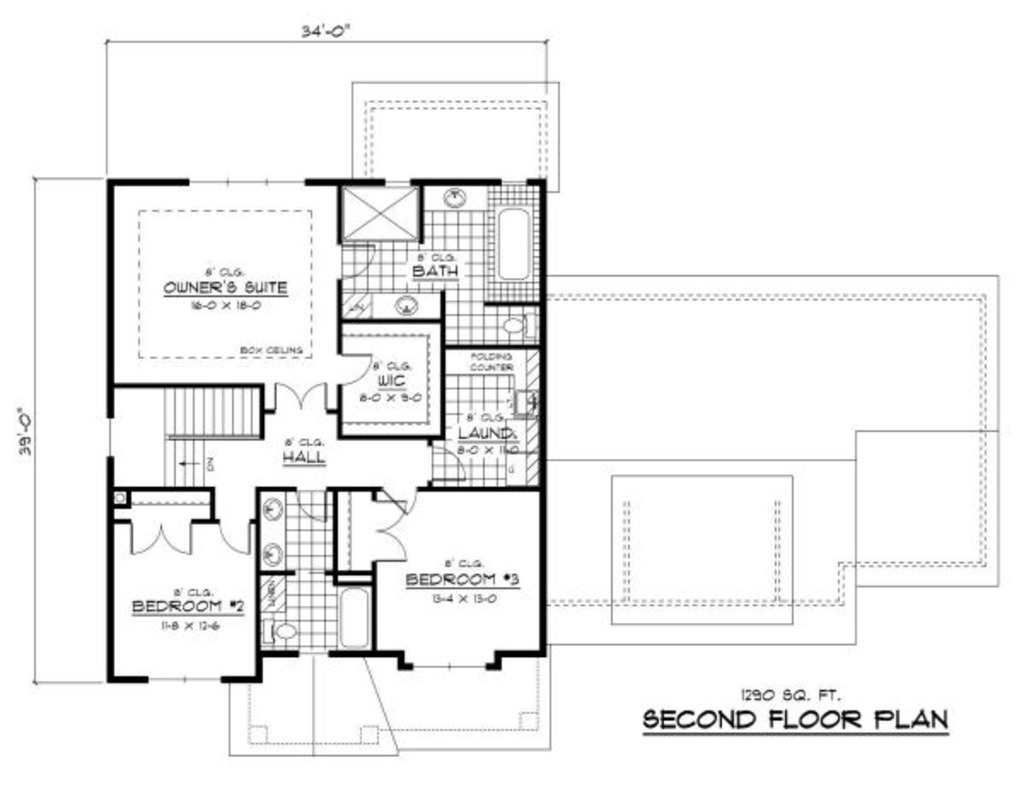 34'-0"
39'-0"
8' CLG.
OWNER'S SUITE
16-0 X 18-0
BOX CEILING
8' CLG.
BATH
LIN
8' CLG.
WIC
8-0 X 9-0
FOLDING
COUNTER
8' CLG.
LAUND.
8-0 X 11-0
8' CLG.
HALL
DN
8' CLG.
BEDROOM #2
11-8 X 12-6
LINEN
8' CLG.
BEDROOM #3
13-4 X 13-0
1290 SQ. FT.
SECOND FLOOR PLAN